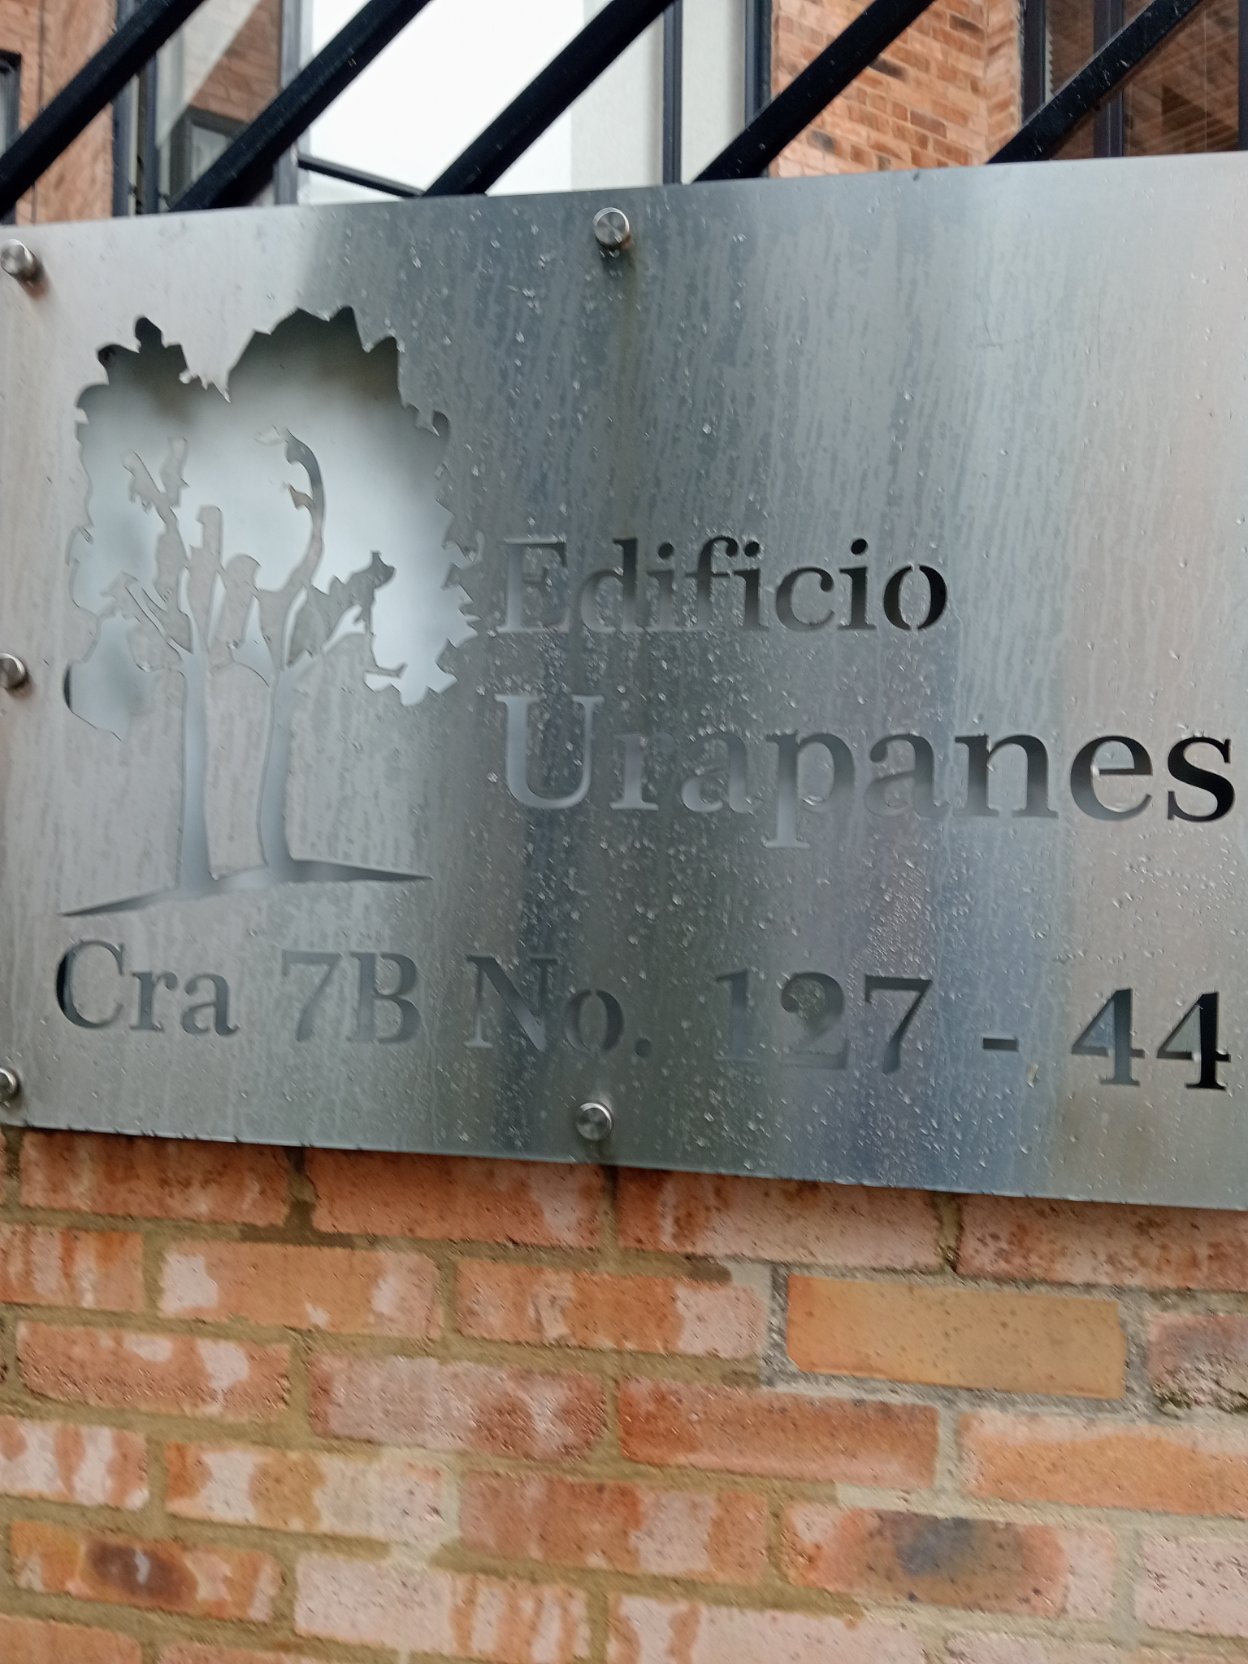 Edificio
Urapanes
Cra 7B No. 127 - 44